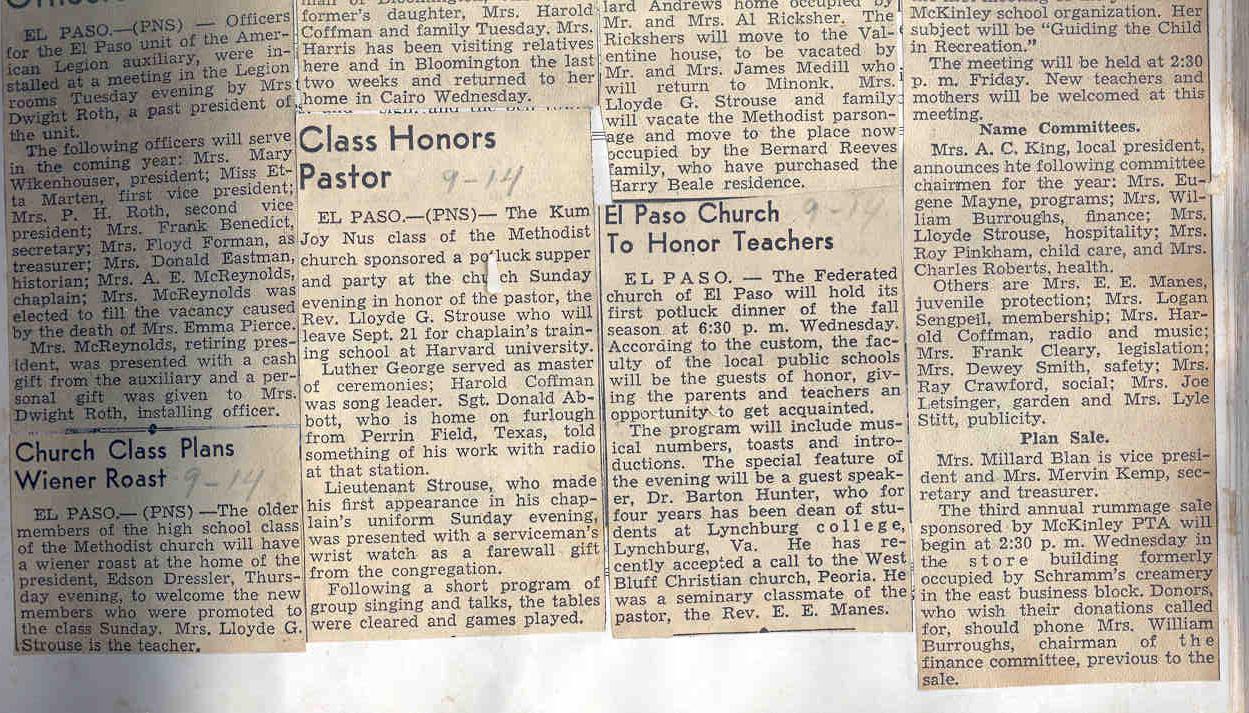 EL PASO.—(PNS) — Officers
for the El Paso unit of the Amer-
ican Legion auxiliary, were in-
stalled at a meeting in the Legion
rooms Tuesday evening by Mrs
Dwight Roth, a past president of
the unit.
The following officers will serve
in the coming year: Mrs. Mary
Wikenhouser, president; Miss Et-
ta Marten, first vice president;
Mrs. P. H. Roth, second vice
president; Mrs. Frank Benedict,
secretary; Mrs. Floyd Forman, as
treasurer; Mrs. Donald Eastman,
historian; Mrs. A. E. McReynolds,
chaplain; Mrs. McReynolds was
elected to fill the vacancy caused
by the death of Mrs. Emma Pierce.
Mrs. McReynolds, retiring pres-
ident, was presented with a cash
gift from the auxiliary and a per-
sonal gift was given to Mrs.
Dwight Roth, installing officer.
Church Class Plans
Wiener Roast 9-14
EL PASO.— (PNS) —The older
members of the high school class
of the Methodist church will have
a wiener roast at the home of the
president, Edson Dressler, Thurs-
day evening, to welcome the new
members who were promoted to
the class Sunday. Mrs. Lloyde G.
Strouse is the teacher.
former's daughter, Mrs. Harold
Coffman and family Tuesday. Mrs.
Harris has been visiting relatives
here and in Bloomington the last
two weeks and returned to her
home in Cairo Wednesday.
Class Honors
Pastor 9-14
EL PASO.—(PNS)— The Kum
Joy Nus class of the Methodist
church sponsored a potluck supper
and party at the church Sunday
evening in honor of the pastor, the
Rev. Lloyde G. Strouse who will
leave Sept. 21 for chaplain's train-
ing school at Harvard university.
Luther George served as master
of ceremonies; Harold Coffman
was song leader. Sgt. Donald Ab-
bott, who is home on furlough
from Perrin Field, Texas, told
something of his work with radio
at that station.
Lieutenant Strouse, who made
his first appearance in his chap-
lain's uniform Sunday evening,
was presented with a serviceman's
wrist watch as a farewall gift
from the congregation.
Following a short program of
group singing and talks, the tables
were cleared and games played.
lard Andrews home occupied by
Mr. and Mrs. Al Ricksher. The
Rickshers will move to the Val-
entine house, to be vacated by
Mr. and Mrs. James Medill who
will return to Minonk. Mrs.
Lloyde G. Strouse and family
will vacate the Methodist parson-
age and move to the place now
occupied by the Bernard Reeves
family, who have purchased the
Harry Beale residence.
El Paso Church 9-14
To Honor Teachers
EL PASO. — The Federated
church of El Paso will hold its
first potluck dinner of the fall
season at 6:30 p. m. Wednesday.
According to the custom, the fac-
ulty of the local public schools
will be the guests of honor, giv-
ing the parents and teachers an
opportunity to get acquainted.
The program will include mus-
ical numbers, toasts and intro-
ductions. The special feature of
the evening will be a guest speak-
er, Dr. Barton Hunter, who for
four years has been dean of stu-
dents at Lynchburg college,
Lynchburg, Va. He has re-
cently accepted a call to the West
Bluff Christian church, Peoria. He
was a seminary classmate of the
pastor, the Rev. E. E. Manes.
McKinley school organization. Her
subject will be "Guiding the Child
in Recreation."
The meeting will be held at 2:30
p. m. Friday. New teachers and
mothers will be welcomed at this
meeting.
Name Committees.
Mrs. A. C. King, local president,
announces hte following committee
chairmen for the year: Mrs. Eu-
gene Mayne, programs; Mrs. Wil-
liam Burroughs, finance; Mrs.
Lloyde Strouse, hospitality; Mrs.
Roy Pinkham, child care, and Mrs.
Charles Roberts, health.
Others are Mrs. E. E. Manes,
juvenile protection; Mrs. Logan
Sengpeil, membership; Mrs. Har-
old Coffman, radio and music;
Mrs. Frank Cleary, legislation;
Mrs. Dewey Smith, safety; Mrs.
Ray Crawford, social; Mrs. Joe
Letsinger, garden and Mrs. Lyle
Stitt, publicity.
Plan Sale.
Mrs. Millard Blan is vice presi-
dent and Mrs. Mervin Kemp, sec-
retary and treasurer.
The third annual rummage sale
sponsored by McKinley PTA will
begin at 2:30 p. m. Wednesday in
the store building formerly
occupied by Schramm's creamery
in the east business block. Donors,
who wish their donations called
for, should phone Mrs. William
Burroughs, chairman of the
finance committee, previous to the
sale.